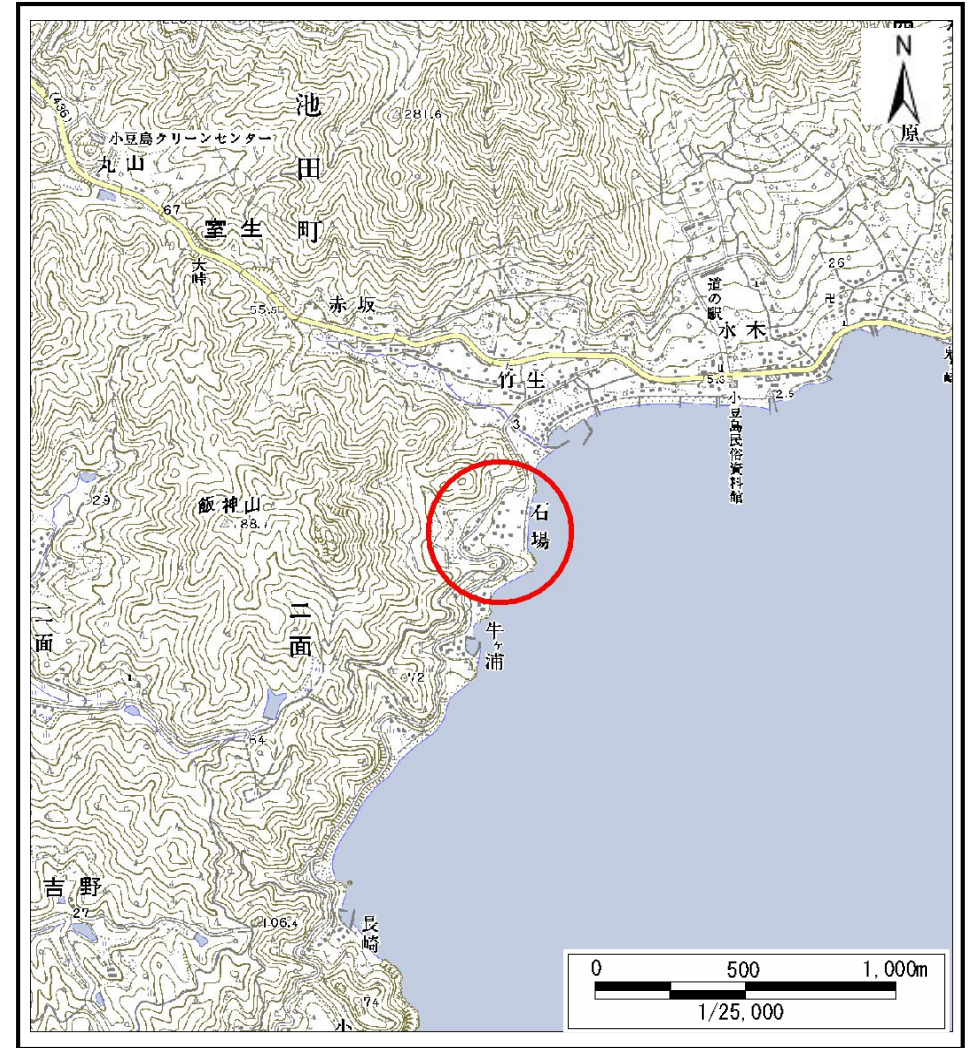 N
原
池田町
281.6
(436)
小豆島クリーンセンター
丸山
67
室生
大峠
55.5
赤坂
道の駅
26
水木
竹生
5.8
2.5
小豆島民俗資料館
3
石場
飯神山
88
29
三面
二面
牛ヶ浦
72
54
吉野
27
106.4
長崎
74
小
0 500 1,000m
1/25,000